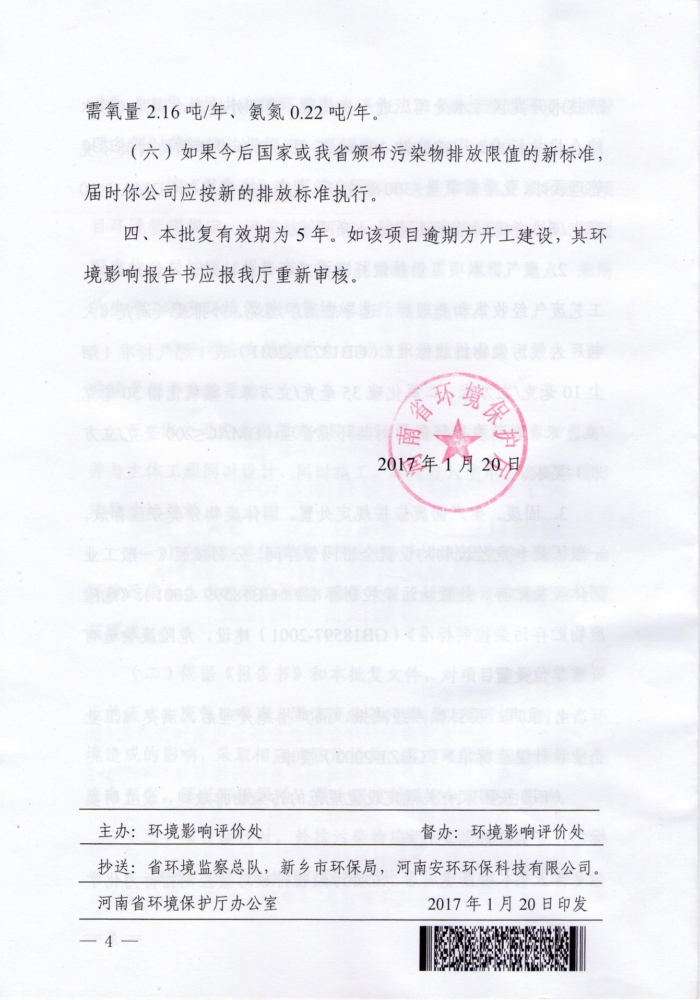 需氧量 2.16 吨/年、氨氮 0.22 吨/年。
（六）如果今后国家或我省颁布污染物排放限值的新标准，
届时你公司应按新的排放标准执行。
四、本批复有效期为 5 年。如该项目逾期方开工建设，其环
境影响报告书应报我厅重新审核。
河南省环境保护厅
2017 年 1 月 20 日
主办：环境影响评价处 督办：环境影响评价处
抄送：省环境监察总队，新乡市环保局，河南安环环保科技有限公司。
河南省环境保护厅办公室 2017 年 1 月 20 日印发
— 4 —